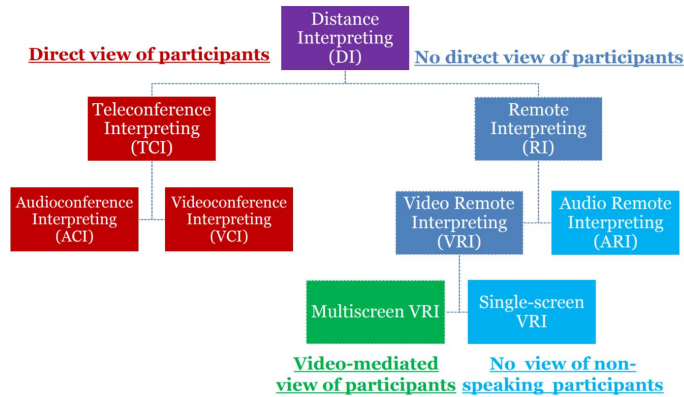 Distance
Interpreting
(DI)
Direct view of participants
No direct view of participants
Teleconference
Interpreting
(TCI)
Remote
Interpreting
(RI)
Audioconference
Interpreting
(ACI)
Videoconference
Interpreting
(VCI)
Video Remote
Interpreting
(VRI)
Audio Remote
Interpreting
(ARI)
Multiscreen VRI
Single-screen
VRI
Video-mediated
view of participants
No view of non-
speaking participants